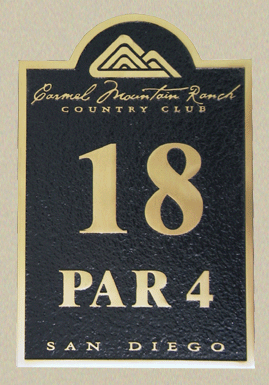 Carmel Mountain Ranch
COUNTRY CLUB
18
PAR 4
SAN DIEGO